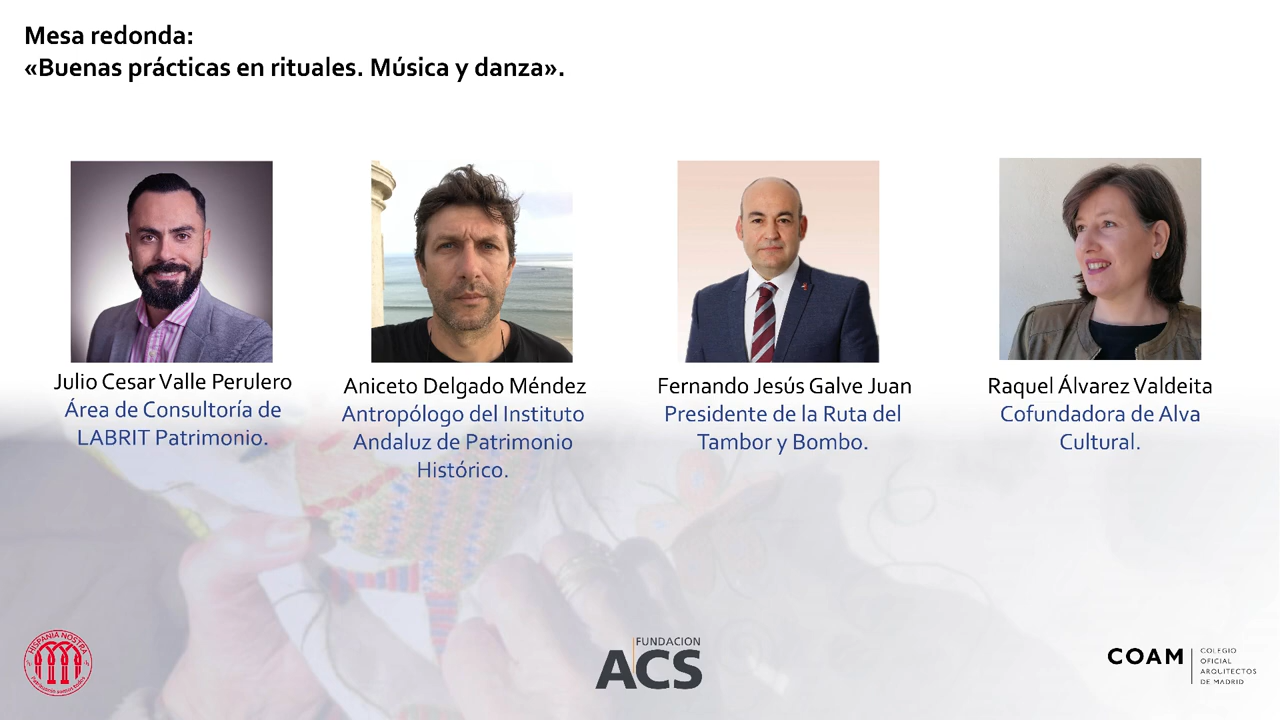 Mesa redonda:
«Buenas prácticas en rituales. Música y danza».
Julio Cesar Valle Perulero
Área de Consultoría de
LABRIT Patrimonio.
Aniceto Delgado Méndez
Antropólogo del Instituto
Andaluz de Patrimonio
Histórico.
Fernando Jesús Galve Juan
Presidente de la Ruta del
Tambor y Bombo.
Raquel Álvarez Valdeita
Cofundadora de Alva
Cultural.
HISPANIA NOSTRA
FUNDACION
ACS
COAM
COLEGIO
OFICIAL
ARQUITECTOS
DE MADRID